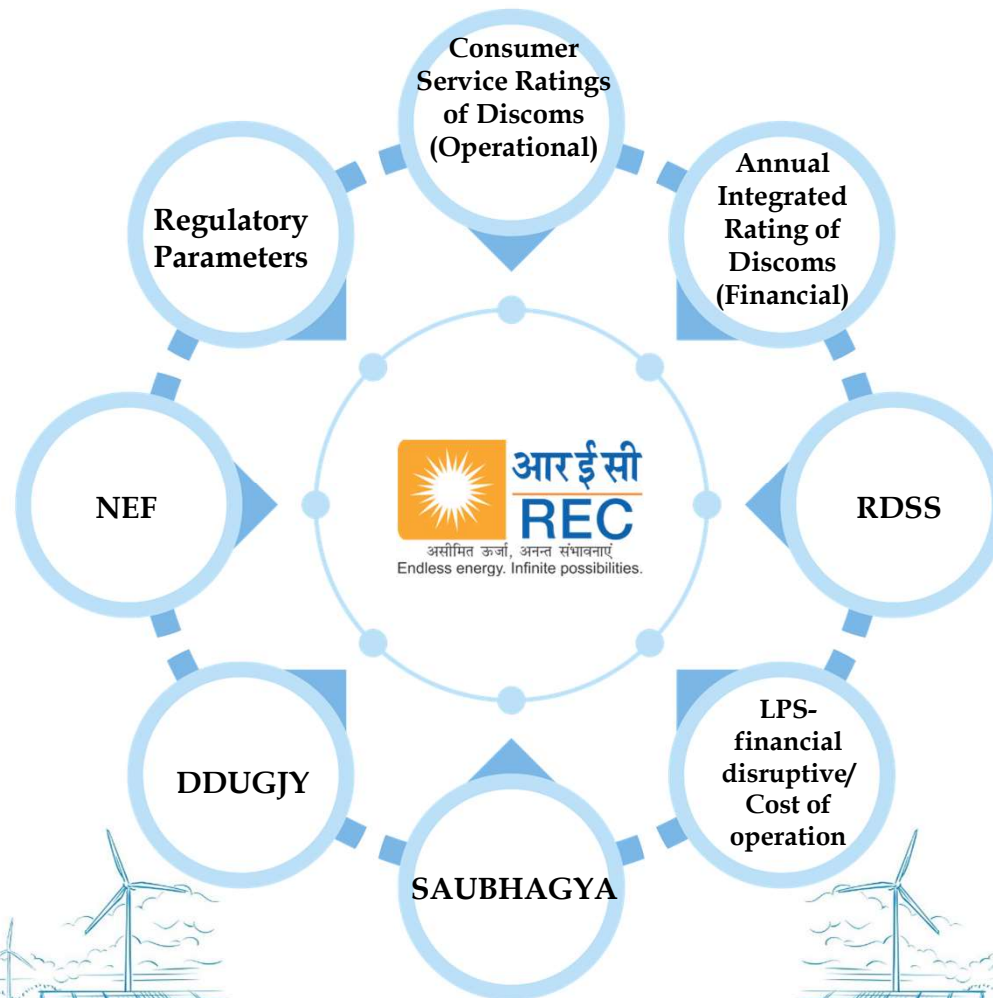 Consumer
Service Ratings
of Discoms
(Operational)
Annual
Integrated
Rating of
Discoms
(Financial)
Regulatory
Parameters
NEF
आर ई सी
REC
असीमित ऊर्जा, अनन्त संभावनाएं
Endless energy. Infinite possibilities.
RDSS
DDUGJY
LPS-
financial
disruptive/
Cost of
operation
SAUBHAGYA